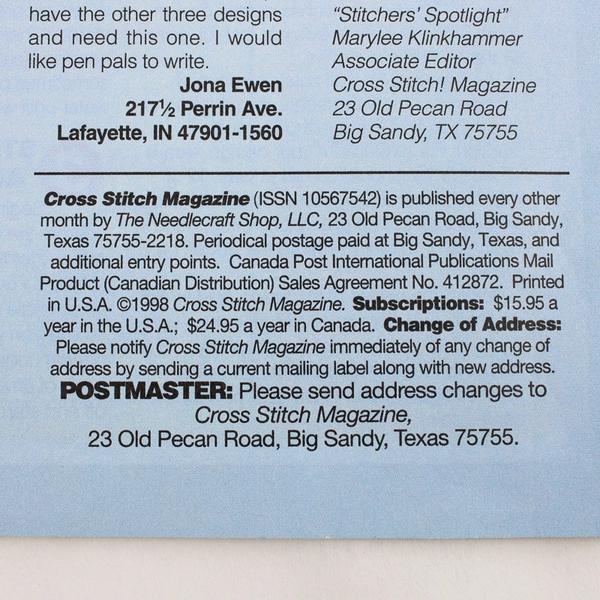 have the other three designs
and need this one. I would
like pen pals to write.
Jona Ewen
217½ Perrin Ave.
Lafayette, IN 47901-1560
"Stitchers' Spotlight"
Marylee Klinkhammer
Associate Editor
Cross Stitch! Magazine
23 Old Pecan Road
Big Sandy, TX 75755
Cross Stitch Magazine (ISSN 10567542) is published every other
month by The Needlecraft Shop, LLC, 23 Old Pecan Road, Big Sandy,
Texas 75755-2218. Periodical postage paid at Big Sandy, Texas, and
additional entry points. Canada Post International Publications Mail
Product (Canadian Distribution) Sales Agreement No. 412872. Printed
in U.S.A. ©1998 Cross Stitch Magazine. Subscriptions: $15.95 a
year in the U.S.A.; $24.95 a year in Canada. Change of Address:
Please notify Cross Stitch Magazine immediately of any change of
address by sending a current mailing label along with new address.
POSTMASTER: Please send address changes to
Cross Stitch Magazine,
23 Old Pecan Road, Big Sandy, Texas 75755.